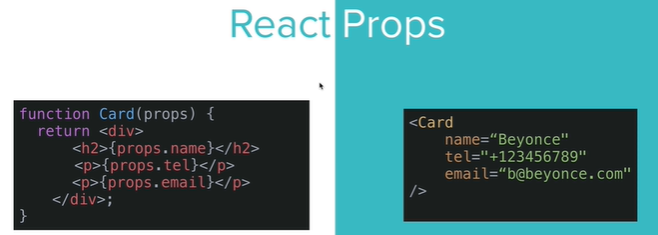 React Props
function Card(props) {
return <div>
<h2>{props.name}</h2>
<p>{props.tel}</p>
<p>{props.email}</p>
</div>;
}
<Card
name=“Beyonce"
tel="+123456789"
email=“b@beyonce.com"
/>